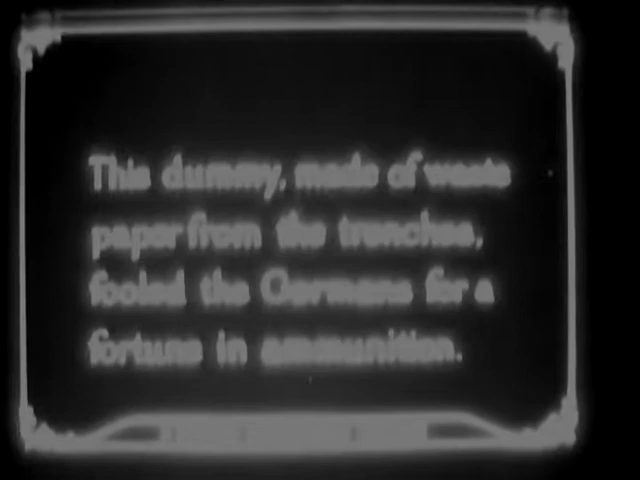 This dummy, made of waste
paper from the trenches,
fooled the Germans for a
fortune in ammunition.